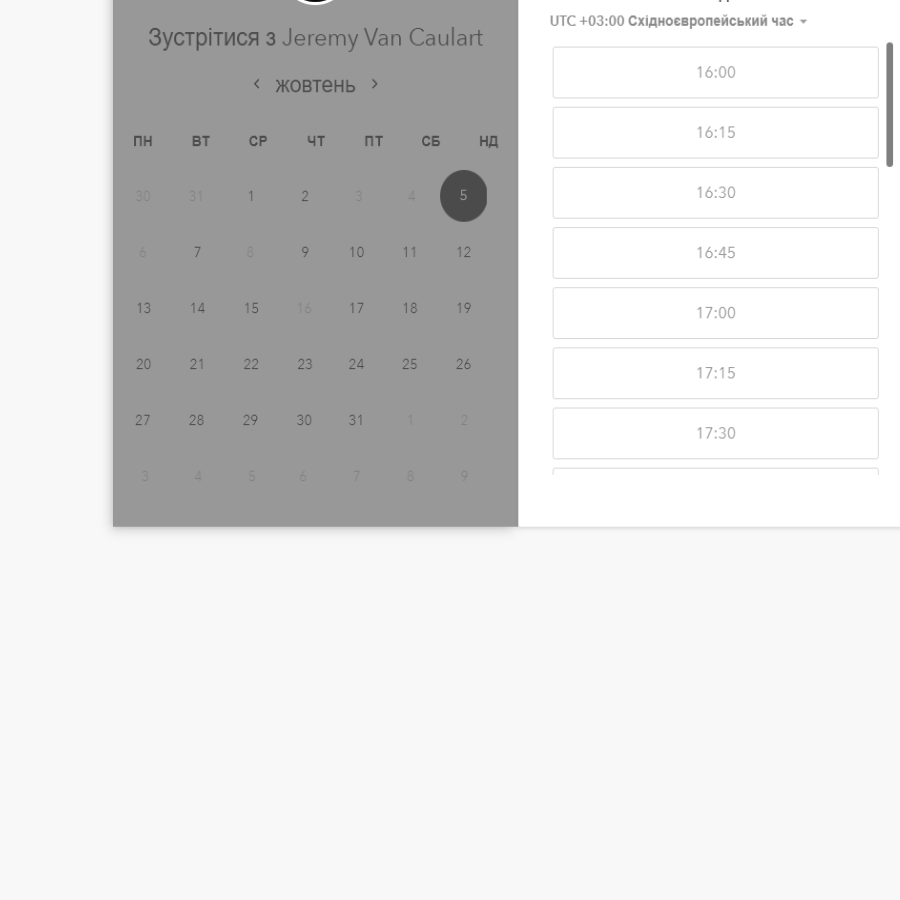 Зустрітися з Jeremy Van Caulart
жовтень
ПН ВТ СР ЧТ ПТ СБ НД
30 31 1 2 3 4 5
6 7 8 9 10 11 12
13 14 15 16 17 18 19
20 21 22 23 24 25 26
27 28 29 30 31 1 2
3 4 5 6 7 8 9
UTC +03:00 Східноєвропейський час
16:00
16:15
16:30
16:45
17:00
17:15
17:30